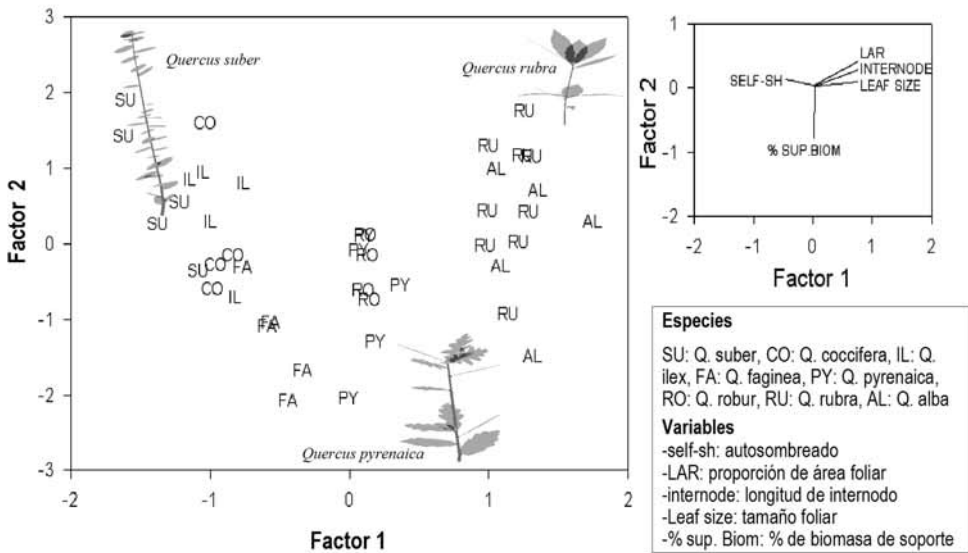 3
2
1
0
-1
-2
-3
Factor 2
-2
-1
0
1
2
Factor 1
Quercus suber
Quercus rubra
Quercus pyrenaica
SU
SU
CO
RU
RU
RU
RU
IL
IL
IL
AL
AL
SU
SU
IL
RU
RU
AL
CO
RO
PY
RO
RU
RU
SU
CO
FA
AL
CO
IL
RO
RO
PY
FA
FA
PY
RU
AL
FA
FA
PY
2
1
0
-1
-2
Factor 2
LAR
INTERNODE
LEAF SIZE
SELF-SH
% SUP.BIOM
-2
-1
0
1
2
Factor 1
Especies
SU: Q. suber, CO: Q. coccifera, IL: Q.
ilex, FA: Q. faginea, PY: Q. pyrenaica,
RO: Q. robur, RU: Q. rubra, AL: Q. alba
Variables
-self-sh: autosombreado
-LAR: proporción de área foliar
-internode: longitud de internodo
-Leaf size: tamaño foliar
-% sup. Biom: % de biomasa de soporte